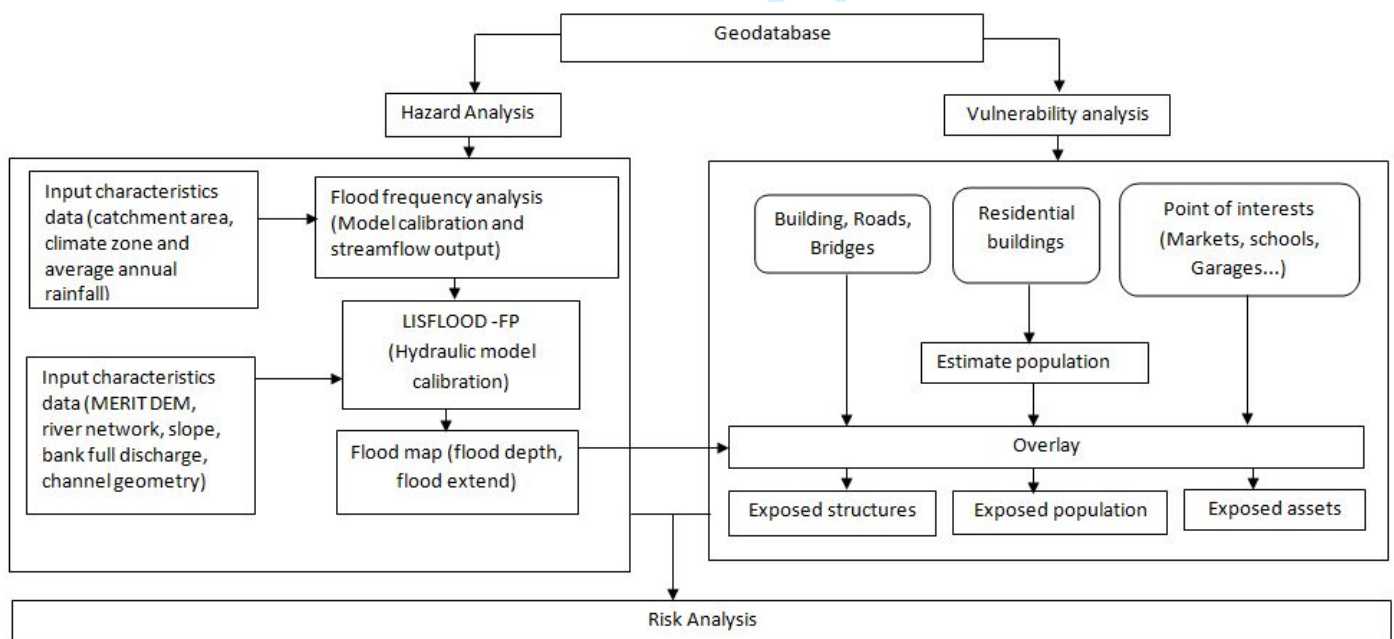 Geodatabase
Hazard Analysis
Vulnerability analysis
Input characteristics
data (catchment area,
climate zone and
average annual
rainfall)
Flood frequency analysis
(Model calibration and
streamflow output)
LISFLOOD -FP
(Hydraulic model
calibration)
Input characteristics
data (MERIT DEM,
river network, slope,
bank full discharge,
channel geometry)
Flood map (flood depth,
flood extend)
Building, Roads,
Bridges
Residential
buildings
Point of interests
(Markets, schools,
Garages...)
Estimate population
Overlay
Exposed structures
Exposed population
Exposed assets
Risk Analysis